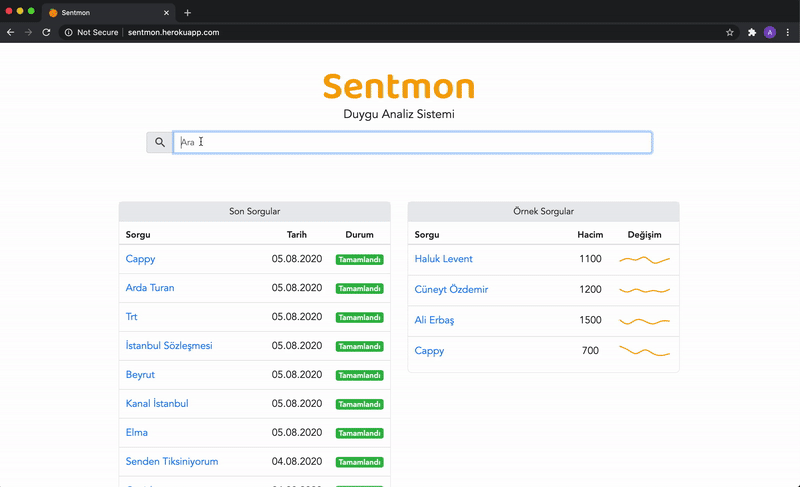 Sentmon
Not Secure | sentmon.herokuapp.com
A
Sentmon
Duygu Analiz Sistemi
Ara
Son Sorgular
Sorgu Tarih Durum
Cappy 05.08.2020 Tamamlandı
Arda Turan 05.08.2020 Tamamlandı
Trt 05.08.2020 Tamamlandı
İstanbul Sözleşmesi 05.08.2020 Tamamlandı
Beyrut 05.08.2020 Tamamlandı
Kanal İstanbul 05.08.2020 Tamamlandı
Elma 05.08.2020 Tamamlandı
Senden Tiksiniyorum 04.08.2020 Tamamlandı
Örnek Sorgular
Sorgu Hacim Değişim
Haluk Levent 1100
Cüneyt Özdemir 1200
Ali Erbaş 1500
Cappy 700